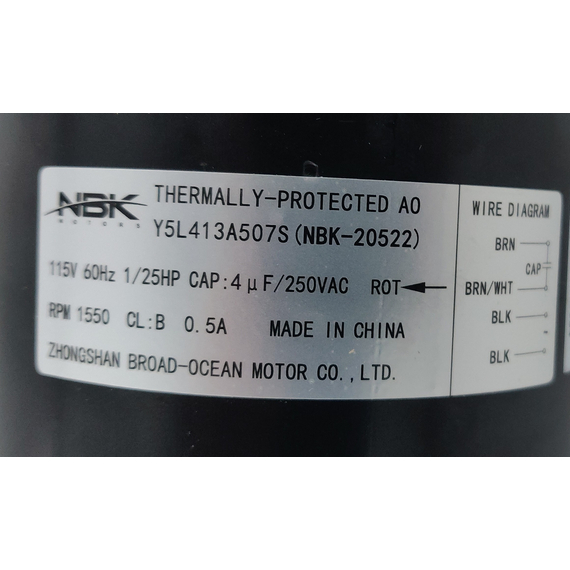 NBK
MOTORS
THERMALLY-PROTECTED AO
Y5L413A507S(NBK-20522)
115V 60Hz 1/25HP CAP:4μF/250VAC ROT
RPM 1550 CL:B 0.5A MADE IN CHINA
ZHONGSHAN BROAD-OCEAN MOTOR CO.,LTD.
WIRE DIAGRAM
BRN
CAP
BRN/WHT
BLK
BLK